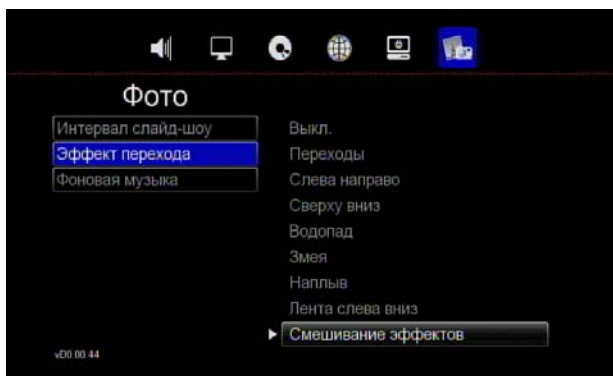 Фото
Интервал слайд-шоу
Эффект перехода
Фоновая музыка
Выкл.
Переходы
Слева направо
Сверху вниз
Водопад
Змея
Наплыв
Лента слева вниз
Смешивание эффектов
vD0.00.44